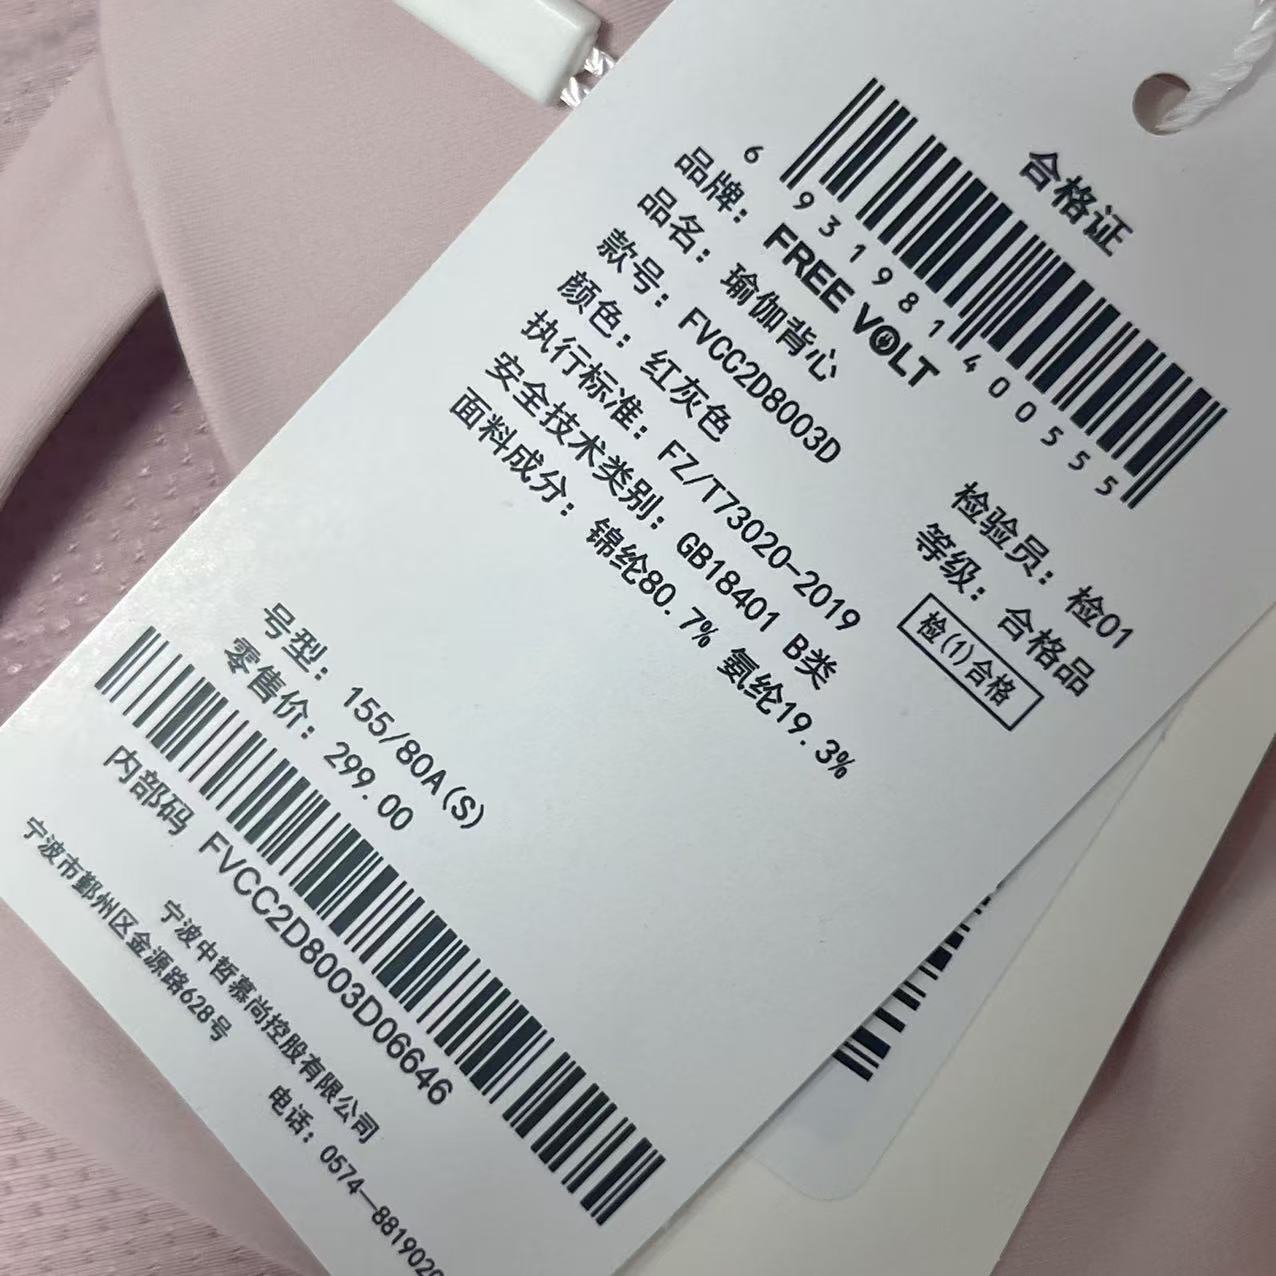 合格证
6 931981 400555
品牌：FREE VOLT
品名：瑜伽背心
款号：FVCC2D8003D
颜色：红灰色
执行标准：FZ/T73020-2019
安全技术类别：GB18401 B类
面料成分：锦纶80.7% 氨纶19.3%
检验员：检01
等级：合格品
检(1)合格
号型：155/80A(S)
零售价：299.00
内部码 FVCC2D8003D06646
宁波中哲慕尚控股有限公司
宁波市鄞州区金源路628号
电话：0574—8819020